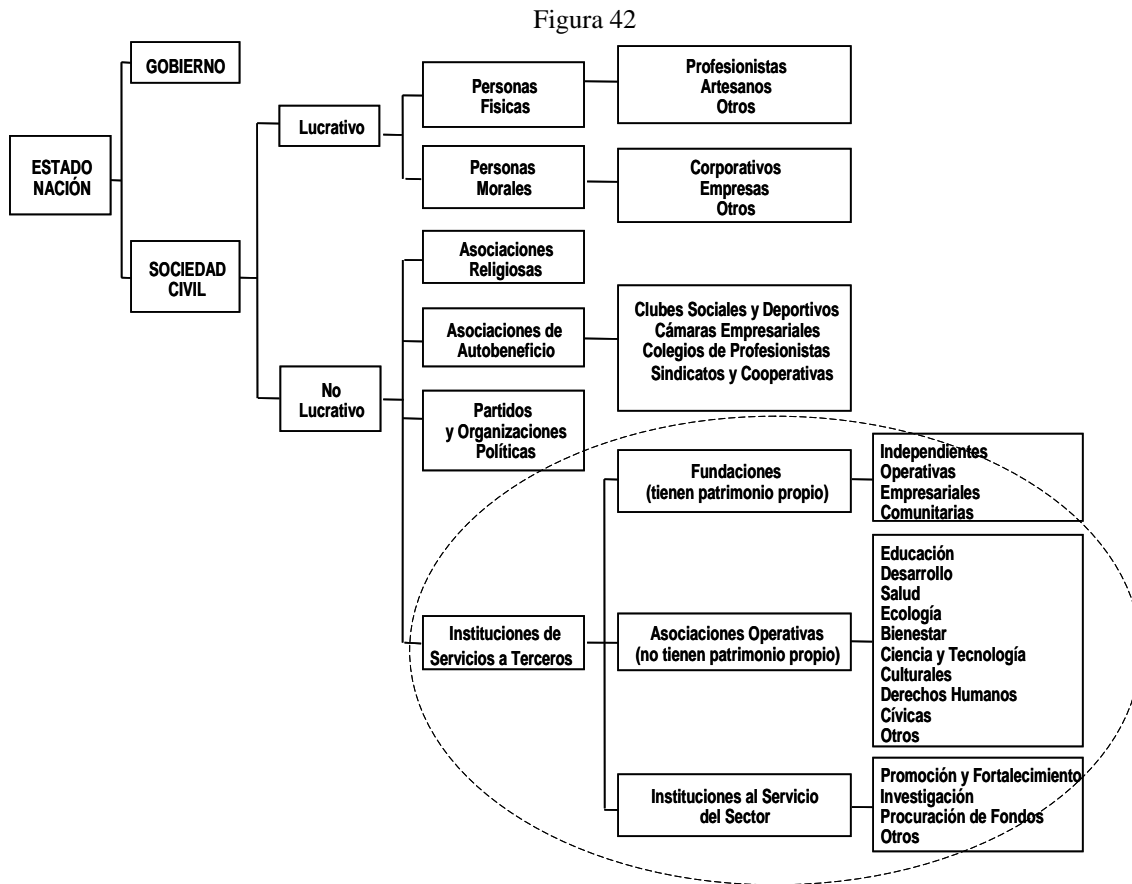 Figura 42
GOBIERNO
ESTADO
NACIÓN
SOCIEDAD
CIVIL
Lucrativo
No
Lucrativo
Personas
Fisicas
Profesionistas
Artesanos
Otros
Personas
Morales
Corporativos
Empresas
Otros
Asociaciones
Religiosas
Asociaciones de
Autobeneficio
Clubes Sociales y Deportivos
Cámaras Empresariales
Colegios de Profesionistas
Sindicatos y Cooperativas
Partidos
y Organizaciones
Políticas
Instituciones de
Servicios a Terceros
Fundaciones
(tienen patrimonio propio)
Independientes
Operativas
Empresariales
Comunitarias
Asociaciones Operativas
(no tienen patrimonio propio)
Educación
Desarrollo
Salud
Ecología
Bienestar
Ciencia y Tecnología
Culturales
Derechos Humanos
Cívicas
Otros
Instituciones al Servicio
del Sector
Promoción y Fortalecimiento
Investigación
Procuración de Fondos
Otros